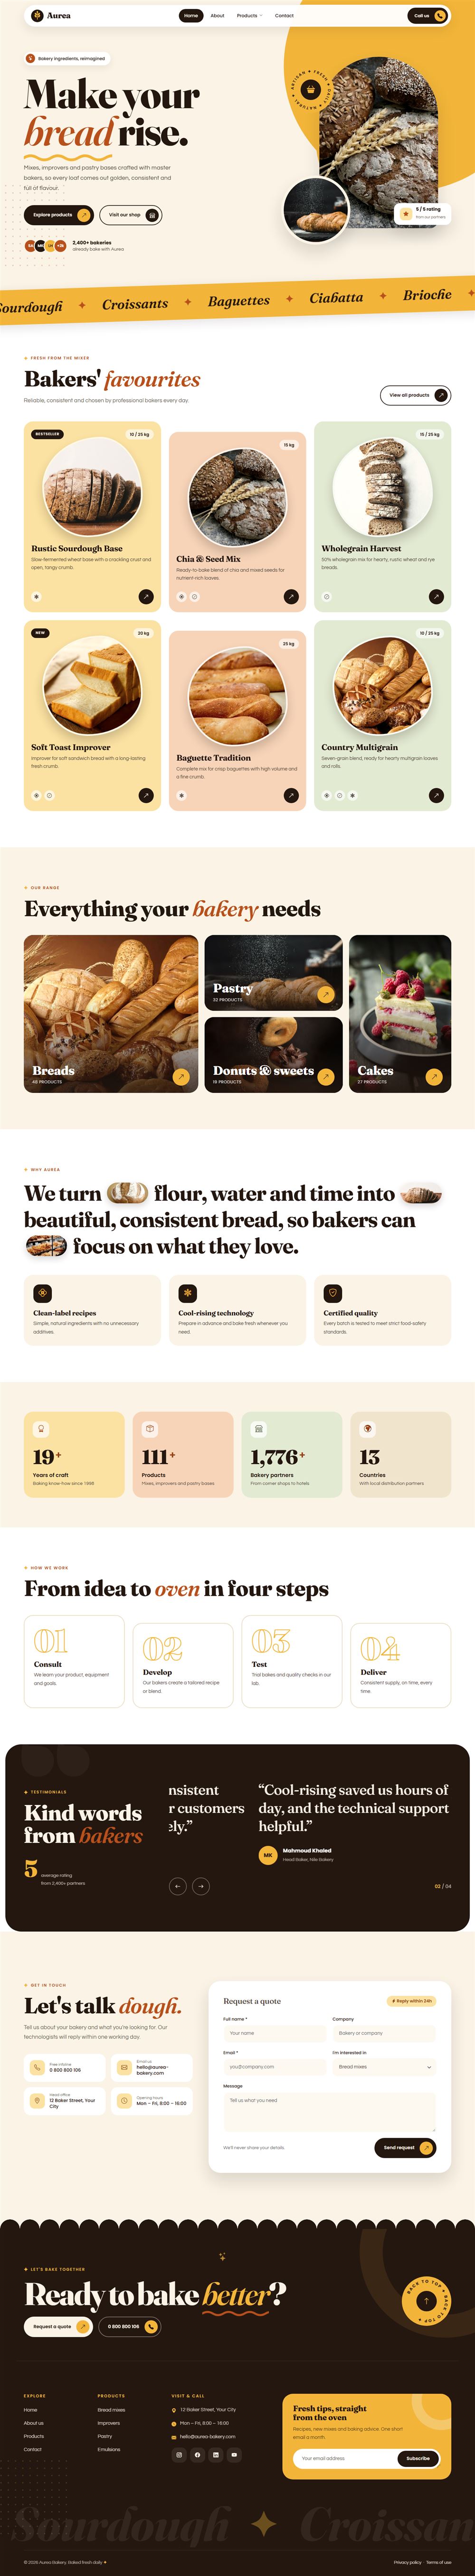 Aurea
Home About Products Contact
Call us
Bakery ingredients, reimagined
Make your
bread rise.
Mixes, improvers and pastry bases crafted with master
bakers, so every loaf comes out golden, consistent and
full of flavour.
Explore products
Visit our shop
+2k
2,400+ bakeries
already bake with Aurea
5 / 5 rating
from our partners
Sourdough Croissants Baguettes Ciabatta Brioche
FRESH FROM THE MIXER
Bakers' favourites
Reliable, consistent and chosen by professional bakers every day.
View all products
BESTSELLER
10 / 25 kg
Rustic Sourdough Base
Slow-fermented wheat base with a crackling crust and
open, tangy crumb.
15 kg
Chia & Seed Mix
Ready-to-bake blend of chia and mixed seeds for
nutrient-rich loaves.
15 / 25 kg
Wholegrain Harvest
50% wholegrain mix for hearty, rustic wheat and rye
breads.
NEW
20 kg
Soft Toast Improver
Improver for soft sandwich bread with a long-lasting
fresh crumb.
25 kg
Baguette Tradition
Complete mix for crisp baguettes with high volume and
a fine crumb.
10 / 25 kg
Country Multigrain
Seven-grain blend, ready for hearty multigrain loaves
and rolls.
OUR RANGE
Everything your bakery needs
Breads
48 PRODUCTS
Pastry
32 PRODUCTS
Donuts & sweets
19 PRODUCTS
Cakes
27 PRODUCTS
WHY AUREA
We turn flour, water and time into
beautiful, consistent bread, so bakers can
focus on what they love.
Clean-label recipes
Simple, natural ingredients with no unnecessary
additives.
Cool-rising technology
Prepare in advance and bake fresh whenever you
need.
Certified quality
Every batch is tested to meet strict food-safety
standards.
19+
Years of craft
Baking know-how since 1998
111+
Products
Mixes, improvers and pastry bases
1,776+
Bakery partners
From corner shops to hotels
13
Countries
With local distribution partners
HOW WE WORK
From idea to oven in four steps
01
Consult
We learn your product, equipment
and goals.
02
Develop
Our bakers create a tailored recipe
or blend.
03
Test
Trial bakes and quality checks in our
lab.
04
Deliver
Consistent supply, on time, every
time.
TESTIMONIALS
Kind words
from bakers
5 average rating
from 2,400+ partners
nsistent
r customers
ely.”
“Cool-rising saved us hours of
day, and the technical support
helpful.”
MK
Mahmoud Khaled
Head Baker, Nile Bakery
02 / 04
GET IN TOUCH
Let's talk dough.
Tell us about your bakery and what you're looking for. Our
technologists will reply within one working day.
Free infoline
0 800 800 106
Email us
hello@aurea-
bakery.com
Head office
12 Baker Street, Your
City
Opening hours
Mon – Fri, 8:00 – 16:00
Request a quote
Reply within 24h
Full name *
Your name
Company
Bakery or company
Email *
you@company.com
I'm interested in
Bread mixes
Message
Tell us what you need
We'll never share your details.
Send request
LET'S BAKE TOGETHER
Ready to bake better?
Request a quote
0 800 800 106
BACK TO TOP BACK TO TOP
EXPLORE
Home
About us
Products
Contact
PRODUCTS
Bread mixes
Improvers
Pastry
Emulsions
VISIT & CALL
12 Baker Street, Your City
Mon – Fri, 8:00 – 16:00
hello@aurea-bakery.com
Fresh tips, straight
from the oven
Recipes, new mixes and baking advice. One short
email a month.
Your email address
Subscribe
Sourdough Croissan
© 2026 Aurea Bakery. Baked fresh daily
Privacy policy · Terms of use